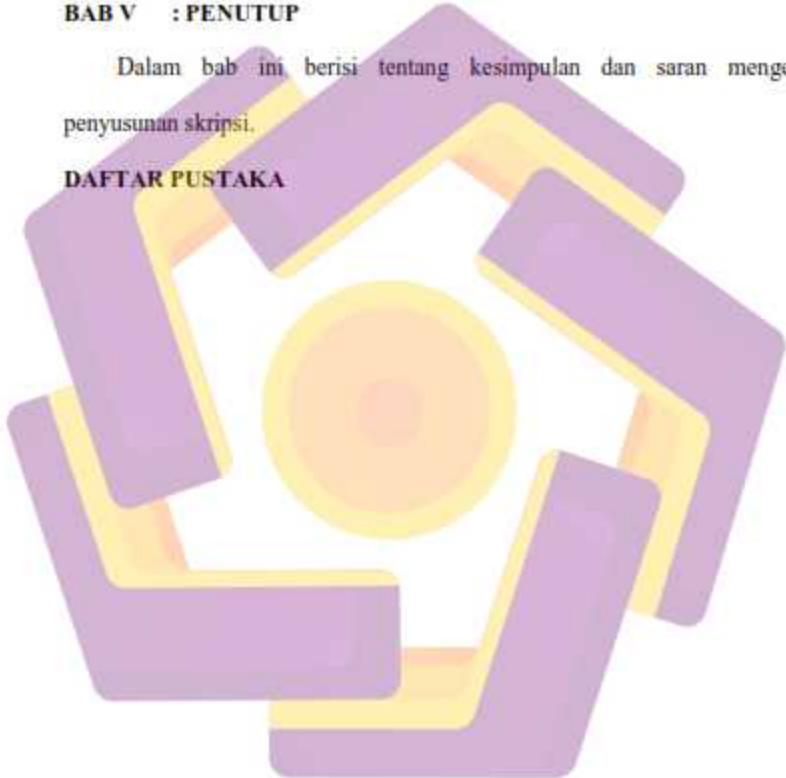 BAB V : PENUTUP
Dalam bab ini berisi tentang kesimpulan dan saran
penyusunan skripsi.
DAFTAR PUSTAKA